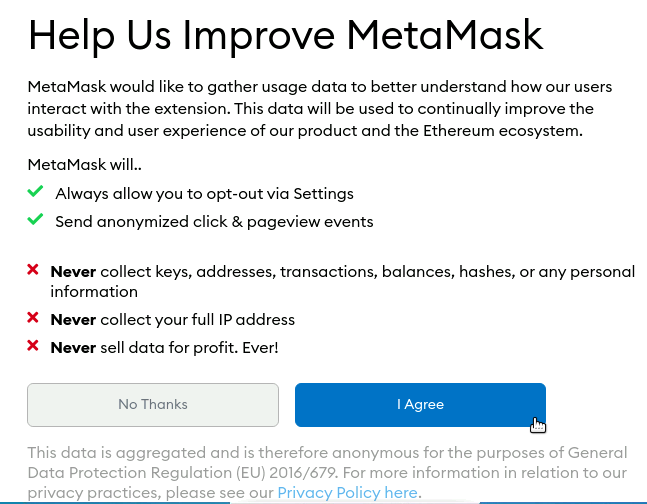 Help Us Improve MetaMask
MetaMask would like to gather usage data to better understand how our users
interact with the extension. This data will be used to continually improve the
usability and user experience of our product and the Ethereum ecosystem.
MetaMask will..
Always allow you to opt-out via Settings
Send anonymized click & pageview events
Never collect keys, addresses, transactions, balances, hashes, or any personal
information
Never collect your full IP address
Never sell data for profit. Ever!
No Thanks
I Agree
This data is aggregated and is therefore anonymous for the purposes of General
Data Protection Regulation (EU) 2016/679. For more information in relation to our
privacy practices, please see our Privacy Policy here.